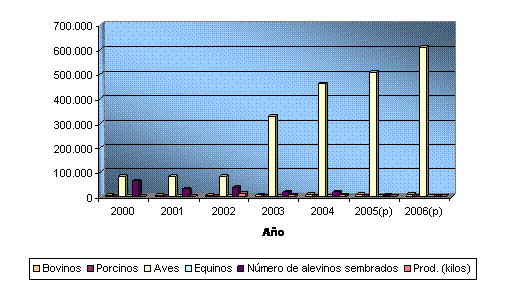 700.000
600.000
500.000
400.000
300.000
200.000
100.000
0
2000 2001 2002 2003 2004 2005(p) 2006(p)
Año
Bovinos Porcinos Aves Equinos Número de alevinos sembrados Prod. (kilos)